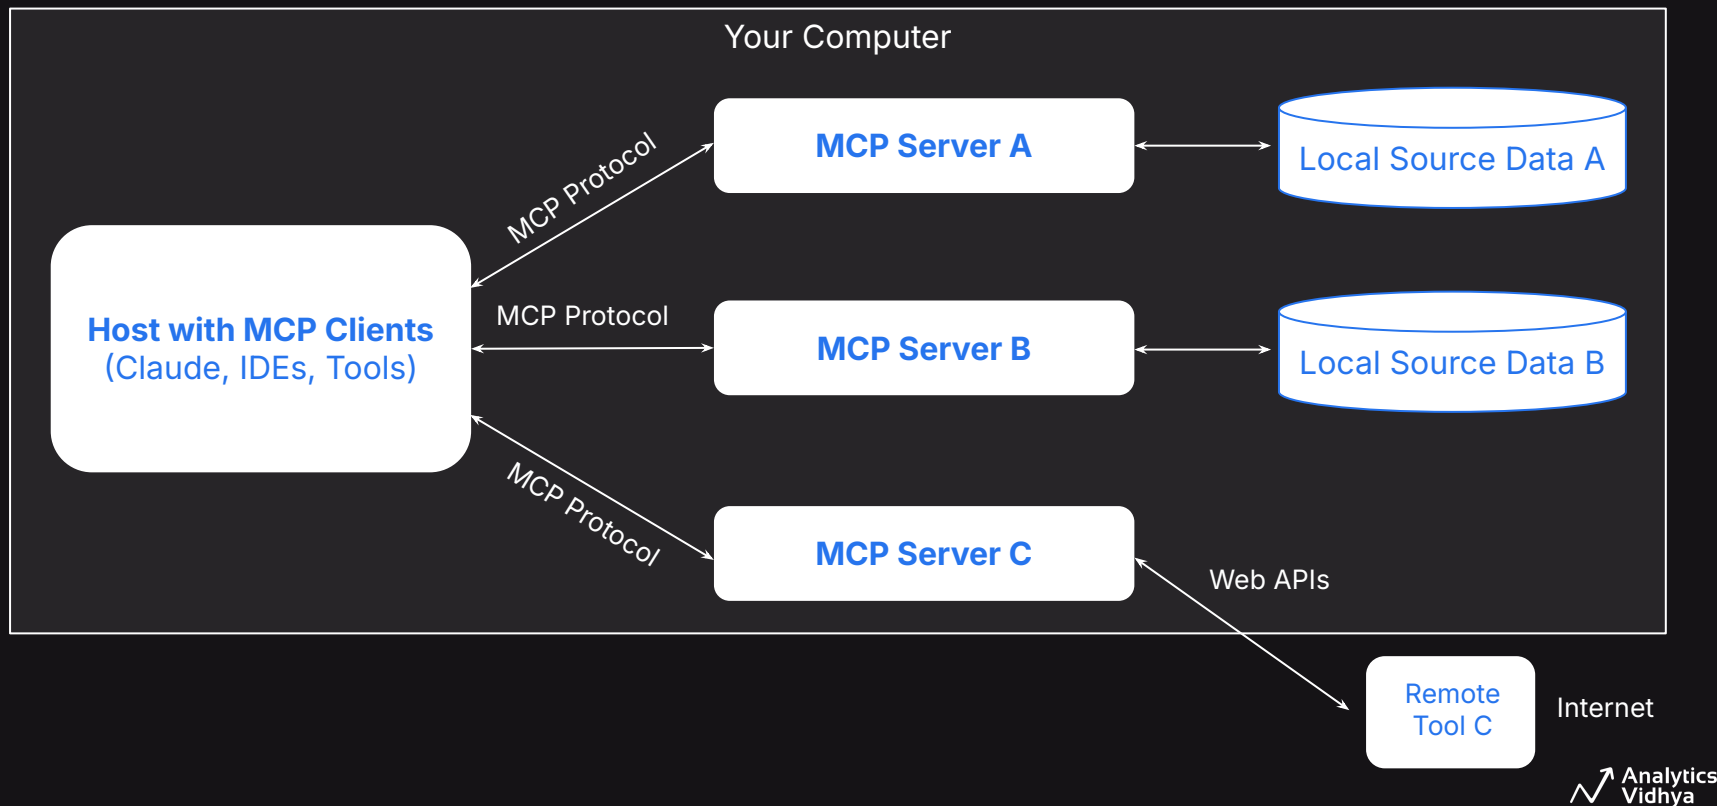 Your Computer
MCP Protocol
MCP Server A
Local Source Data A
Host with MCP Clients
(Claude, IDEs, Tools)
MCP Protocol
MCP Server B
Local Source Data B
MCP Protocol
MCP Server C
Web APIs
Remote
Tool C
Internet
Analytics
Vidhya